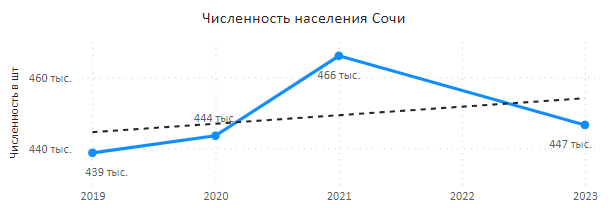 Численность населения Сочи
Численность в шт
460 тыс.
440 тыс.
439 тыс.
444 тыс.
466 тыс.
447 тыс.
2019 2020 2021 2022 2023